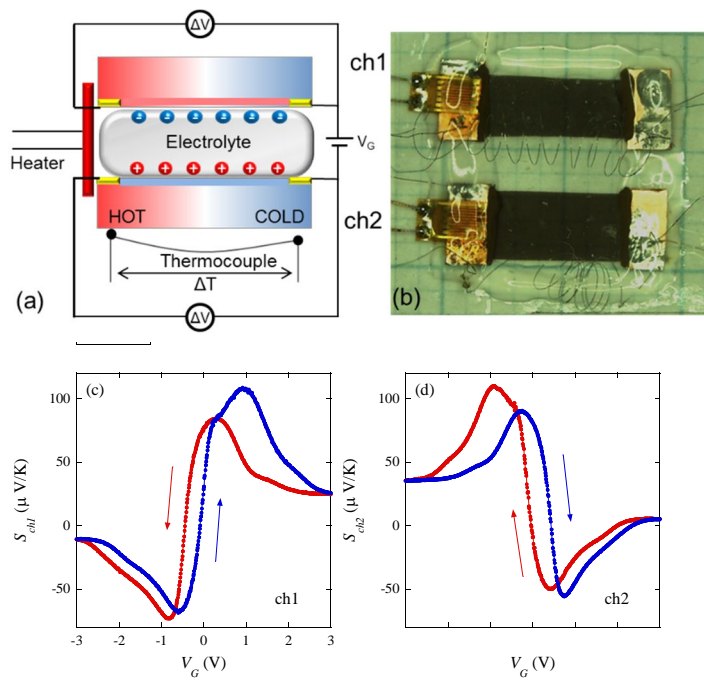 ΔV
ch1
Electrolyte
V_G
Heater
HOT
COLD
ch2
Thermocouple
ΔT
(a)
ΔV
(b)
(c)
100
50
0
-50
S_ch1 (μ V/K)
ch1
-3
-2
-1
0
1
2
3
V_G (V)
(d)
100
50
0
-50
S_ch2 (μ V/K)
ch2
V_G (V)